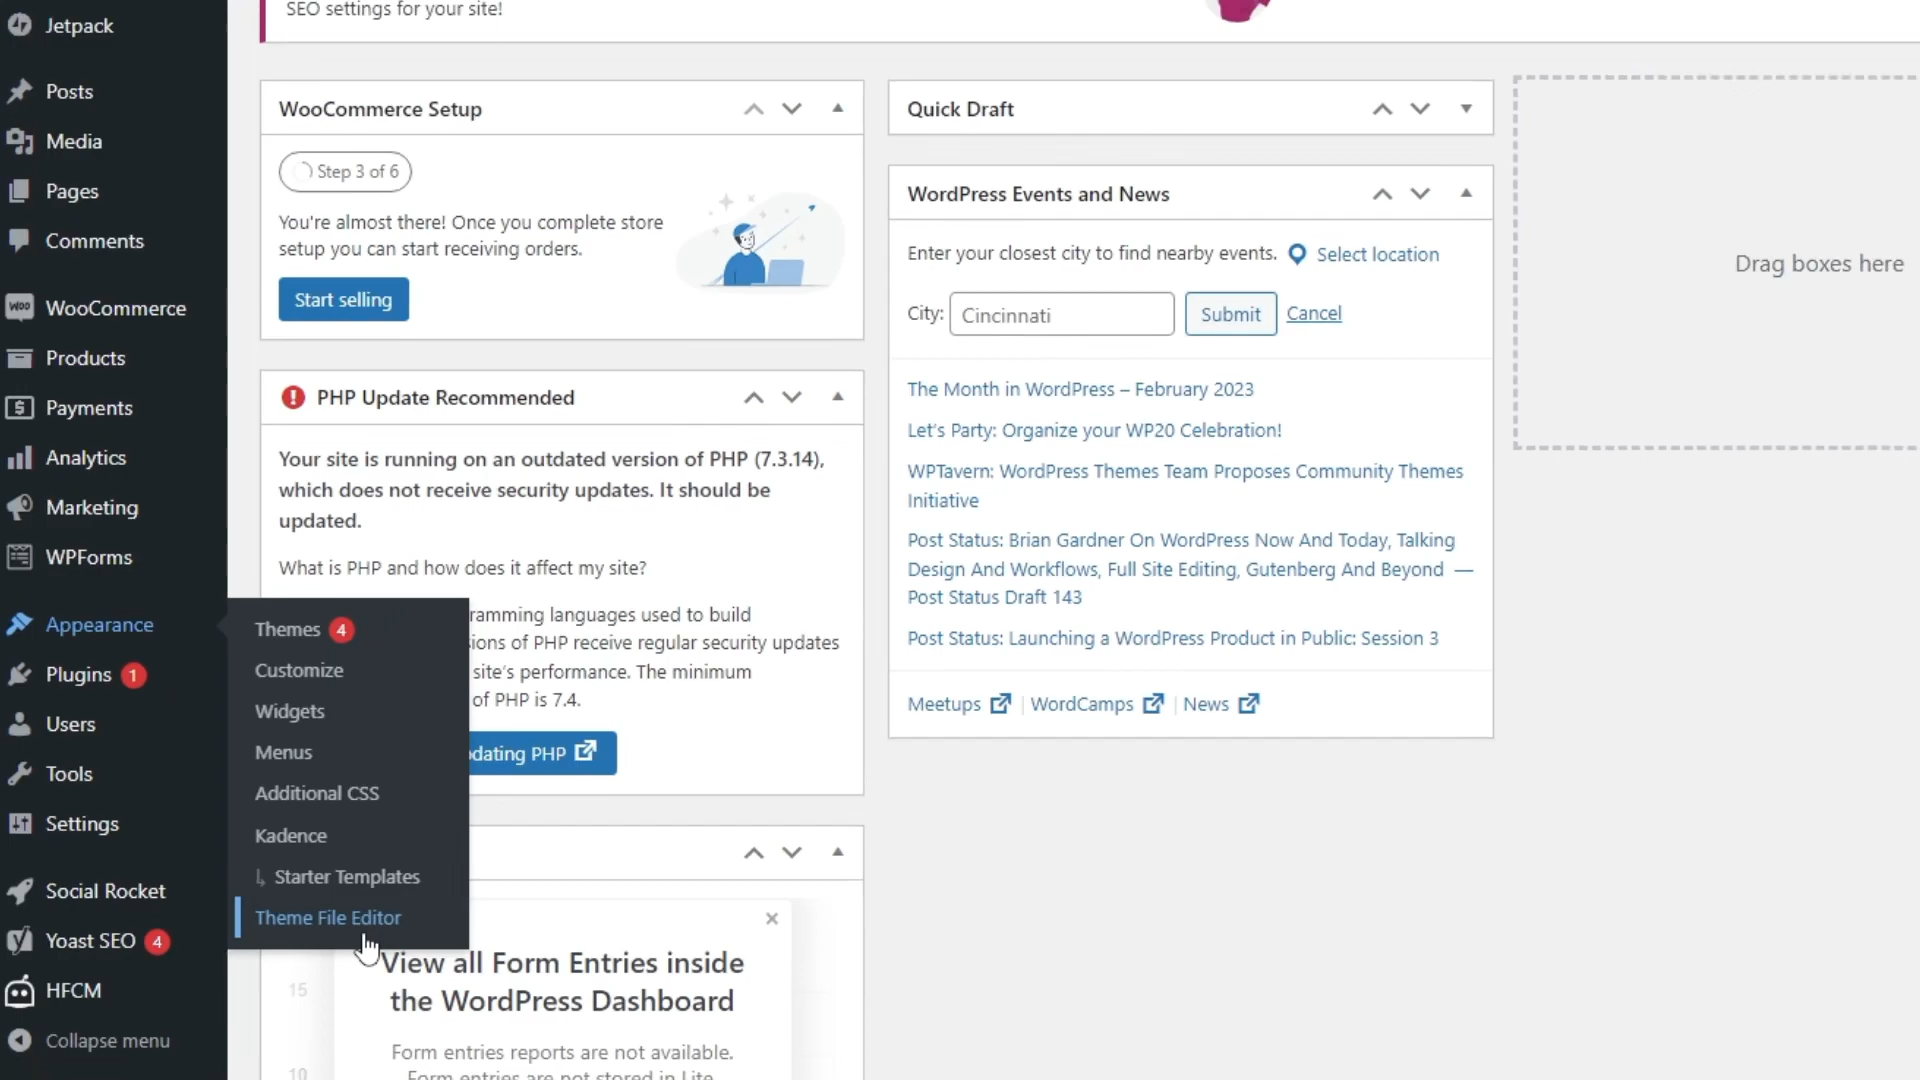 SEO settings for your site!
Jetpack
Posts
Media
Pages
Comments
WOO WooCommerce
Products
Payments
Analytics
Marketing
WPForms
Appearance
Plugins 1
Users
Tools
Settings
Social Rocket
Yoast SEO 4
HFCM
Collapse menu
Themes 4
Customize
Widgets
Menus
Additional CSS
Kadence
Starter Templates
Theme File Editor
WooCommerce Setup
Step 3 of 6
You're almost there! Once you complete store
setup you can start receiving orders.
Start selling
PHP Update Recommended
Your site is running on an outdated version of PHP (7.3.14),
which does not receive security updates. It should be
updated.
What is PHP and how does it affect my site?
ramming languages used to build
ions of PHP receive regular security updates
site's performance. The minimum
of PHP is 7.4.
pdating PHP
15
10
View all Form Entries inside
the WordPress Dashboard
Form entries reports are not available.
Form entries are not stored in Lite
Quick Draft
WordPress Events and News
Enter your closest city to find nearby events. Select location
City: Cincinnati Submit Cancel
The Month in WordPress – February 2023
Let's Party: Organize your WP20 Celebration!
WPTavern: WordPress Themes Team Proposes Community Themes
Initiative
Post Status: Brian Gardner On WordPress Now And Today, Talking
Design And Workflows, Full Site Editing, Gutenberg And Beyond —
Post Status Draft 143
Post Status: Launching a WordPress Product in Public: Session 3
Meetups | WordCamps | News
Drag boxes here